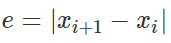 e = |x_{i+1} − x_i|